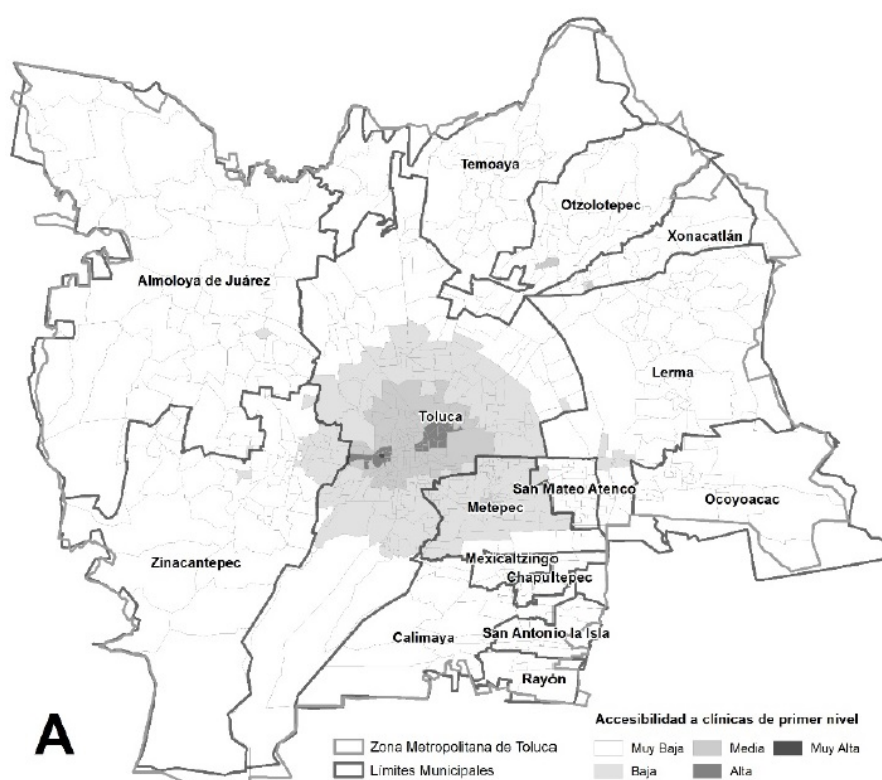 Temoaya
Otzolotepec
Xonacatlán
Almoloya de Juárez
Lerma
Toluca
San Mateo Atenco
Metepec
Ocoyoacac
Zinacantepec
Mexicaltzingo
Chapultepec
Calimaya
San Antonio la Isla
Rayón
A
Zona Metropolitana de Toluca
Límites Municipales
Accesibilidad a clínicas de primer nivel
Muy Baja
Media
Muy Alta
Baja
Alta